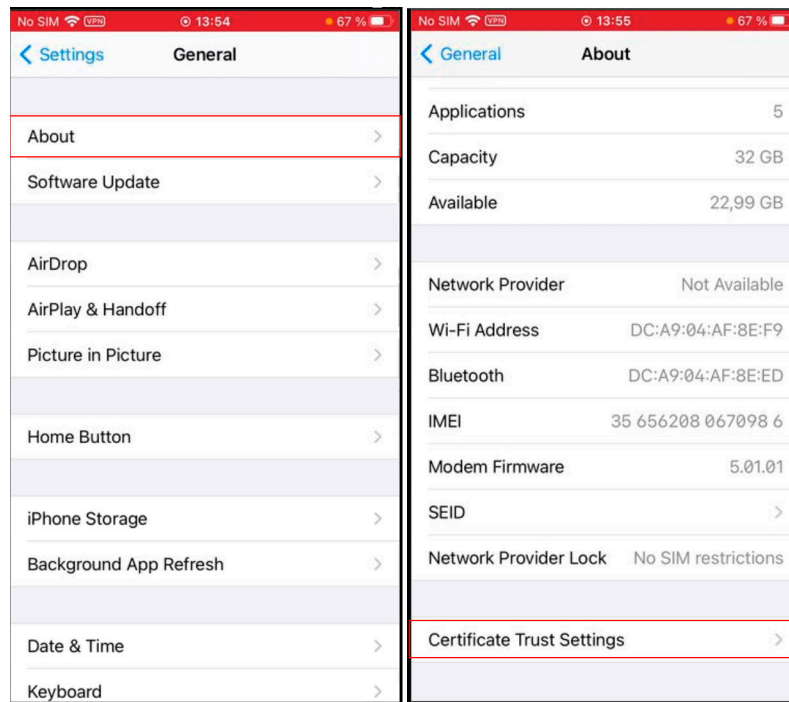 No SIM VPN 13:54 67 %
Settings General
About
Software Update
AirDrop
AirPlay & Handoff
Picture in Picture
Home Button
iPhone Storage
Background App Refresh
Date & Time
Keyboard
No SIM VPN 13:55 67 %
General About
Applications 5
Capacity 32 GB
Available 22,99 GB
Network Provider Not Available
Wi-Fi Address DC:A9:04:AF:8E:F9
Bluetooth DC:A9:04:AF:8E:ED
IMEI 35 656208 067098 6
Modem Firmware 5.01.01
SEID
Network Provider Lock No SIM restrictions
Certificate Trust Settings